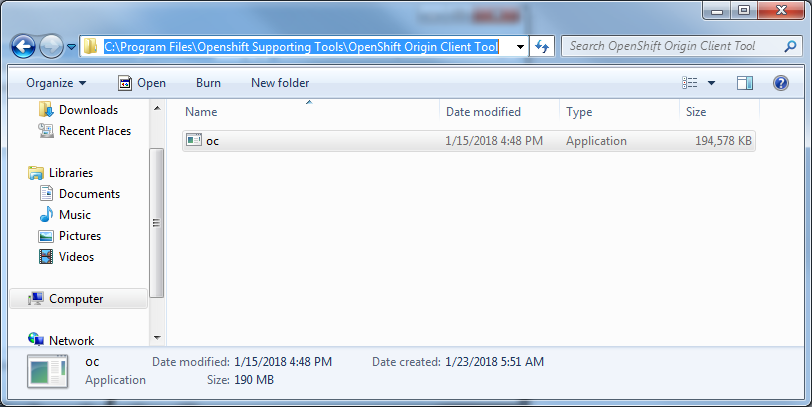 C:\Program Files\Openshift Supporting Tools\OpenShift Origin Client Tool
Search OpenShift Origin Client Tool
Organize Open Burn New folder
Name Date modified Type Size
Downloads
Recent Places
Libraries
Documents
Music
Pictures
Videos
Computer
Network
oc 1/15/2018 4:48 PM Application 194,578 KB
oc Date modified: 1/15/2018 4:48 PM Date created: 1/23/2018 5:51 AM
Application Size: 190 MB